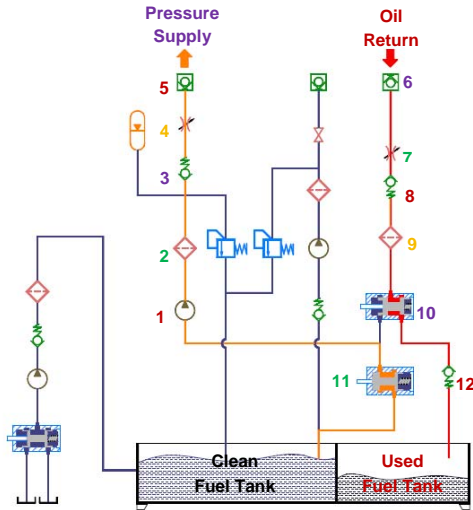 Pressure
Supply
Oil
Return
5
6
4
7
3
8
2
9
1
10
11
12
Clean
Fuel Tank
Used
Fuel Tank